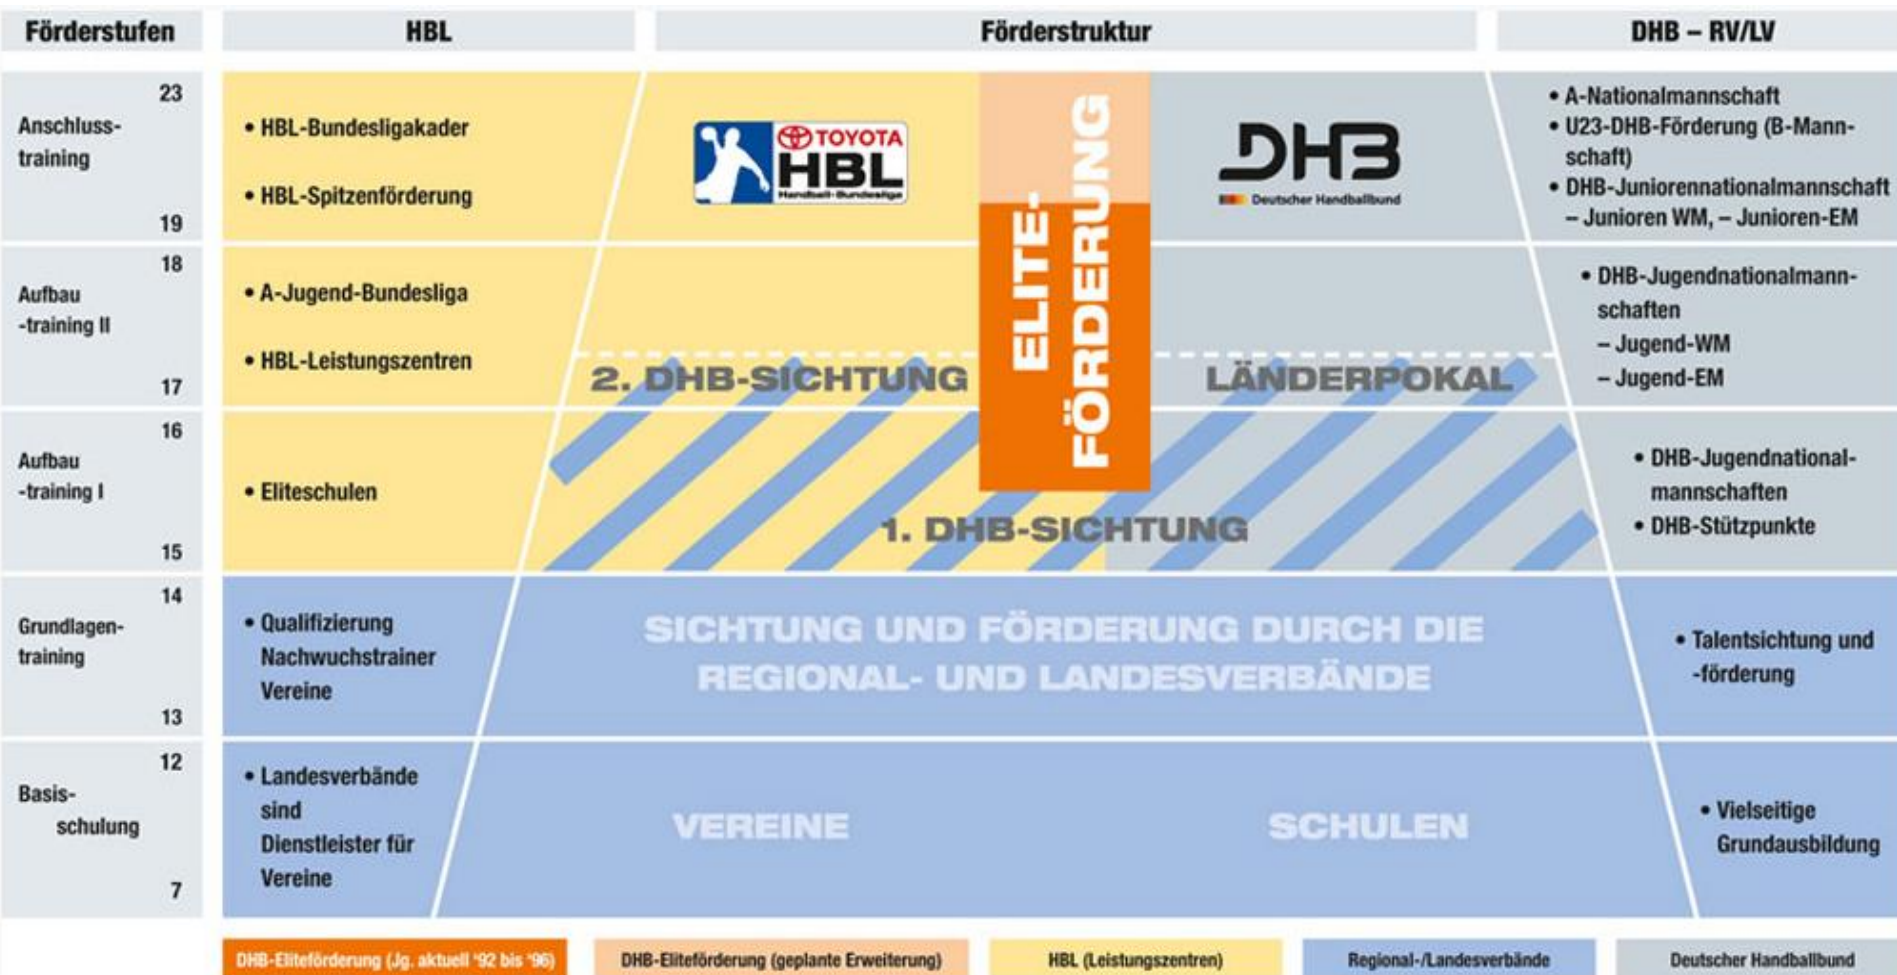 Förderstufen
HBL
Förderstruktur
DHB – RV/LV
23
Anschluss-
training
19
• HBL-Bundesligakader
• HBL-Spitzenförderung
TOYOTA
HBL
Handball-Bundesliga
ELITE-
FÖRDERUNG
DHB
Deutscher Handballbund
• A-Nationalmannschaft
• U23-DHB-Förderung (B-Mann-
schaft)
• DHB-Juniorennationalmannschaft
– Junioren WM, – Junioren-EM
18
Aufbau
-training II
17
• A-Jugend-Bundesliga
• HBL-Leistungszentren
2. DHB-SICHTUNG
LÄNDERPOKAL
• DHB-Jugendnationalmann-
schaften
– Jugend-WM
– Jugend-EM
16
Aufbau
-training I
15
• Eliteschulen
1. DHB-SICHTUNG
• DHB-Jugendnational-
mannschaften
• DHB-Stützpunkte
14
Grundlagen-
training
13
• Qualifizierung
Nachwuchstrainer
Vereine
SICHTUNG UND FÖRDERUNG DURCH DIE
REGIONAL- UND LANDESVERBÄNDE
• Talentsichtung und
-förderung
12
Basis-
schulung
7
• Landesverbände
sind
Dienstleister für
Vereine
VEREINE
SCHULEN
• Vielseitige
Grundausbildung
DHB-Eliteförderung (Jg. aktuell '92 bis '96)
DHB-Eliteförderung (geplante Erweiterung)
HBL (Leistungszentren)
Regional-/Landesverbände
Deutscher Handballbund